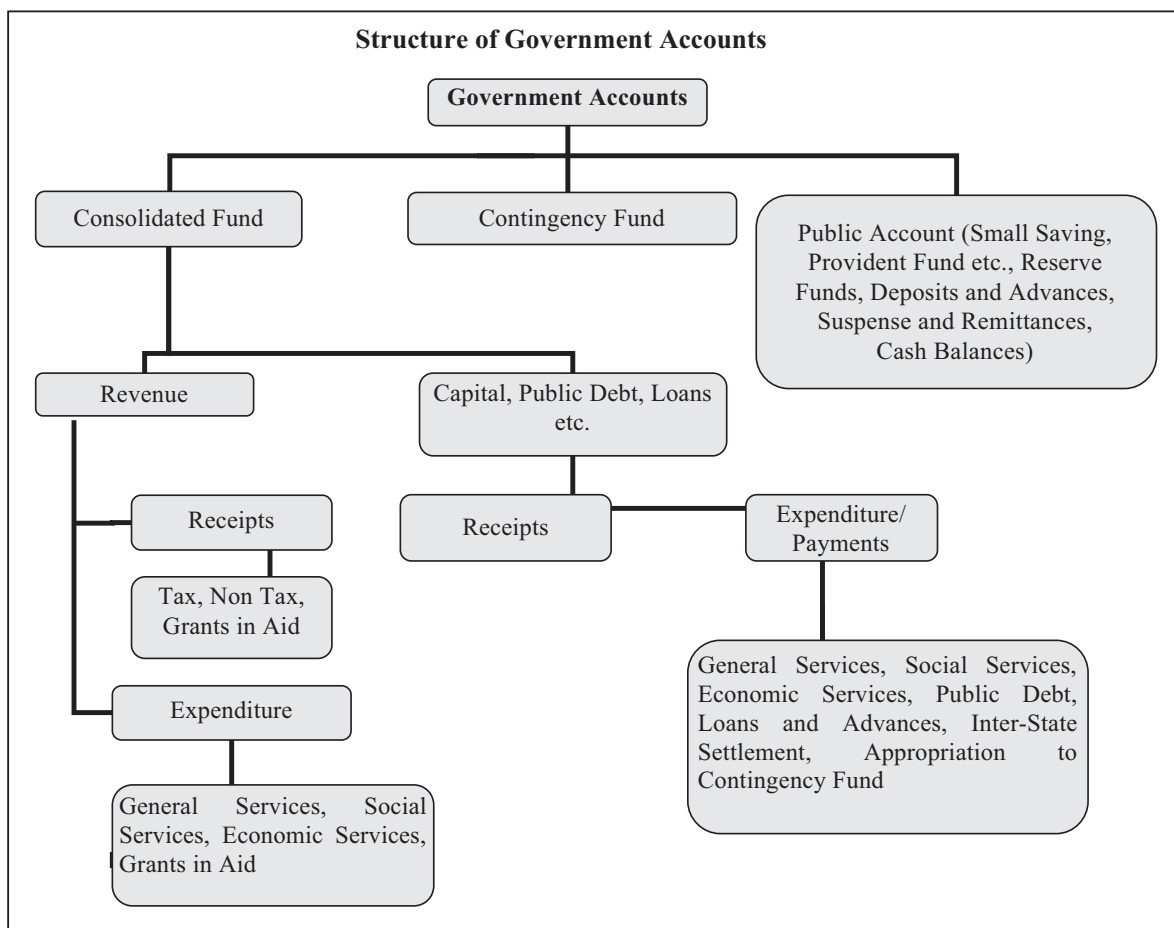 Structure of Government Accounts
Government Accounts
Consolidated Fund
Contingency Fund
Public Account (Small Saving,
Provident Fund etc., Reserve
Funds, Deposits and Advances,
Suspense and Remittances,
Cash Balances)
Revenue
Capital, Public Debt, Loans
etc.
Receipts
Tax, Non Tax,
Grants in Aid
Expenditure
General Services, Social
Services, Economic Services,
Grants in Aid
Receipts
Expenditure/
Payments
General Services, Social Services,
Economic Services, Public Debt,
Loans and Advances, Inter-State
Settlement, Appropriation to
Contingency Fund